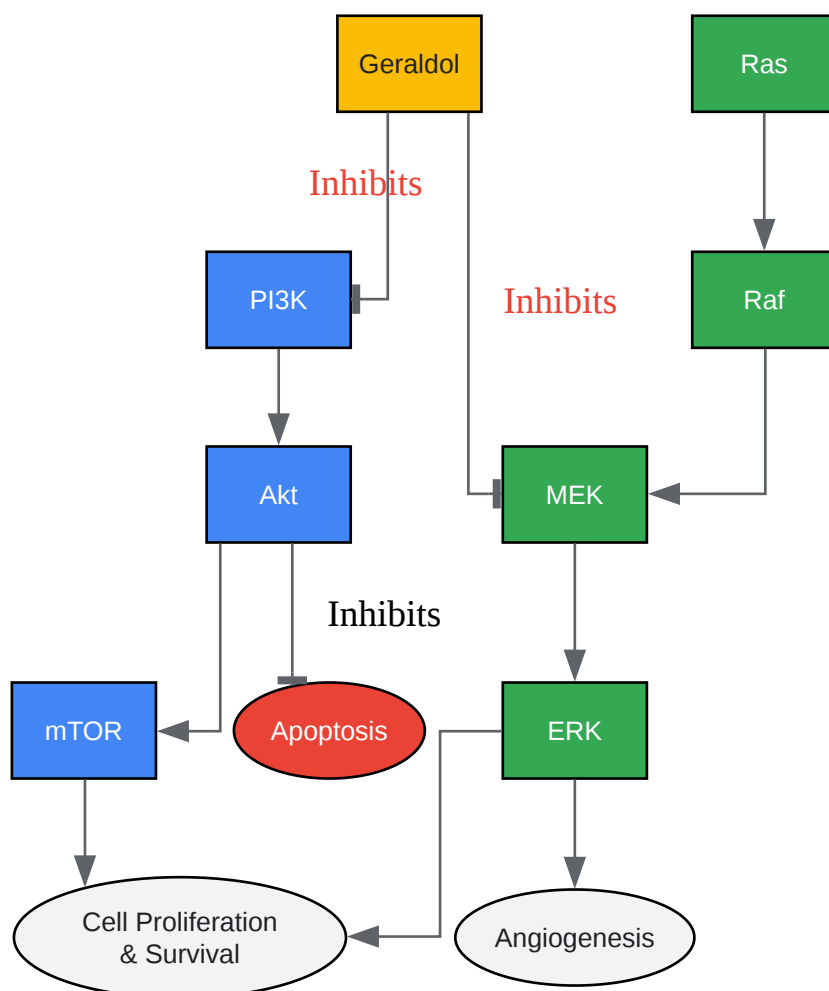 Geraldol
Ras
Inhibits
PI3K
Inhibits
Raf
Akt
MEK
Inhibits
mTOR
Apoptosis
ERK
Cell Proliferation
& Survival
Angiogenesis